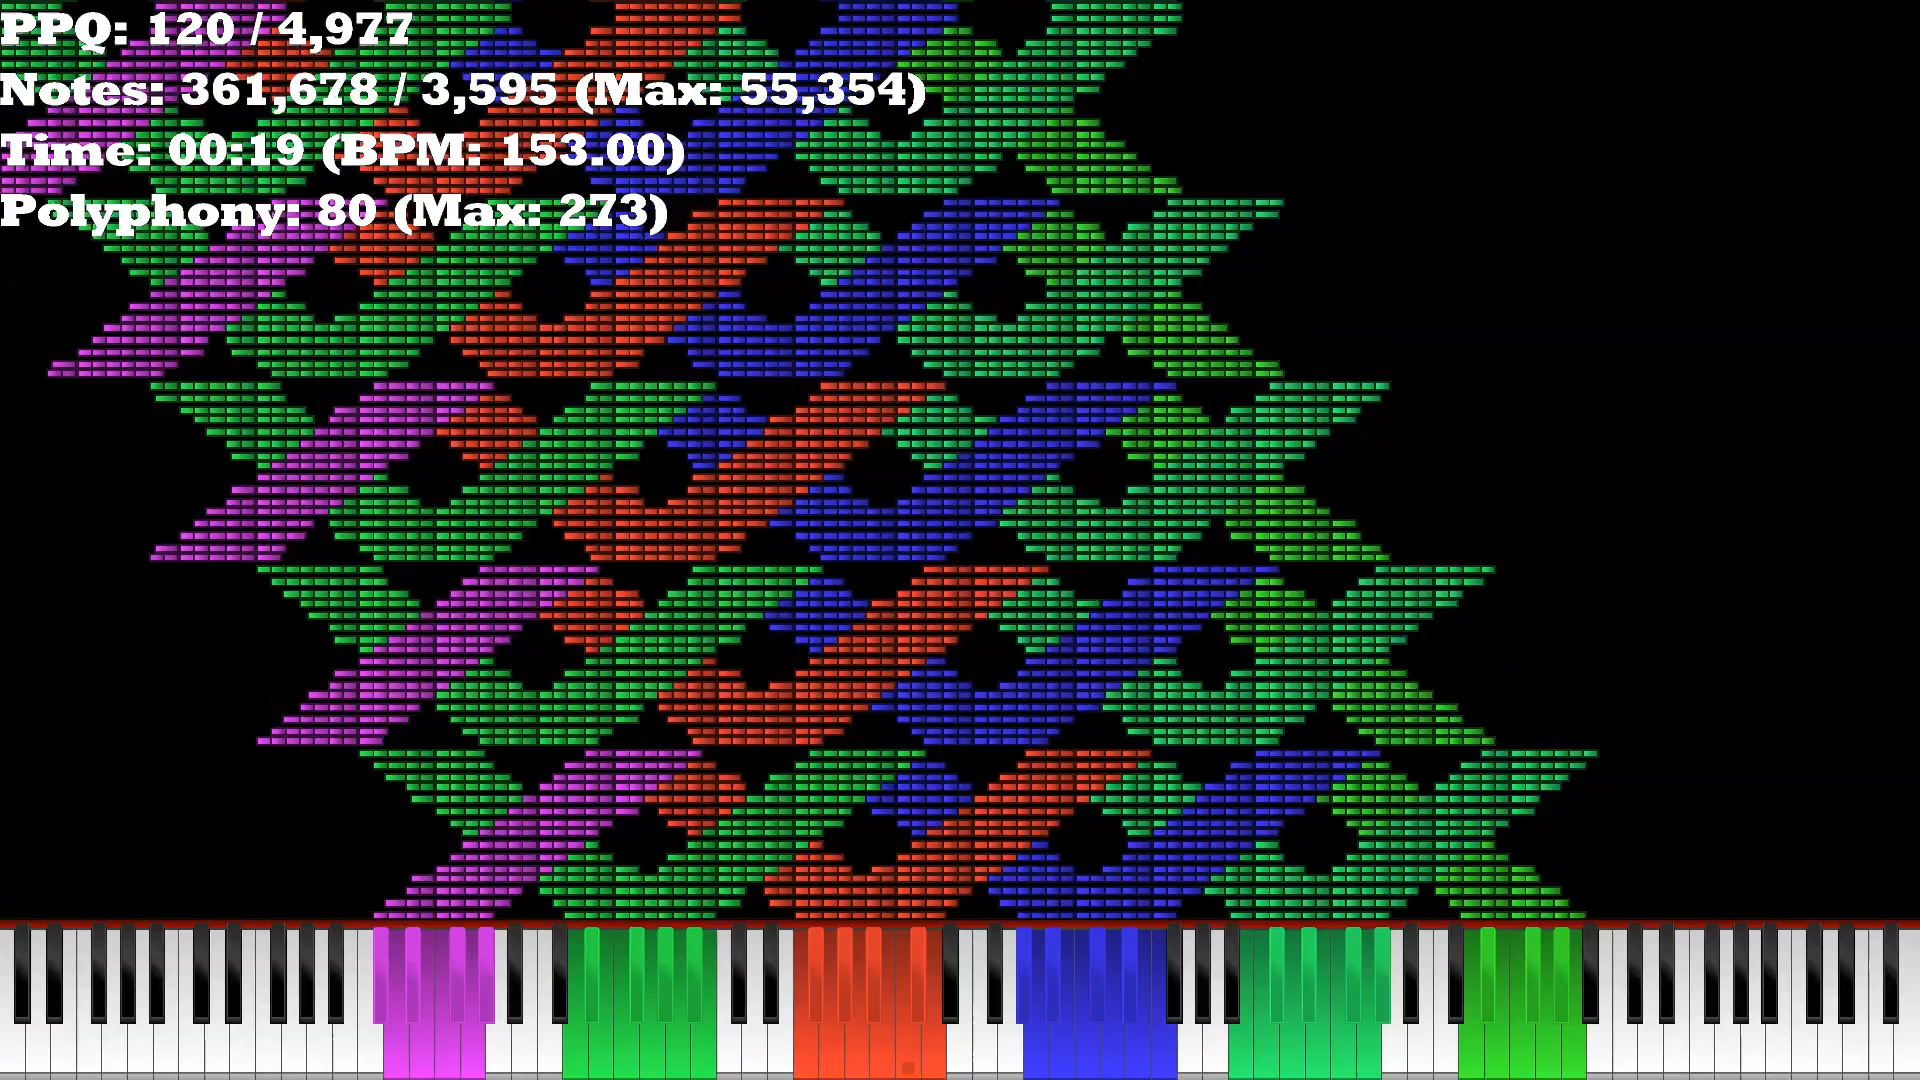 PPQ: 120 / 4,977
Notes: 361,678 / 3,595 (Max: 55,354)
Time: 00:19 (BPM: 153.00)
Polyphony: 80 (Max: 273)